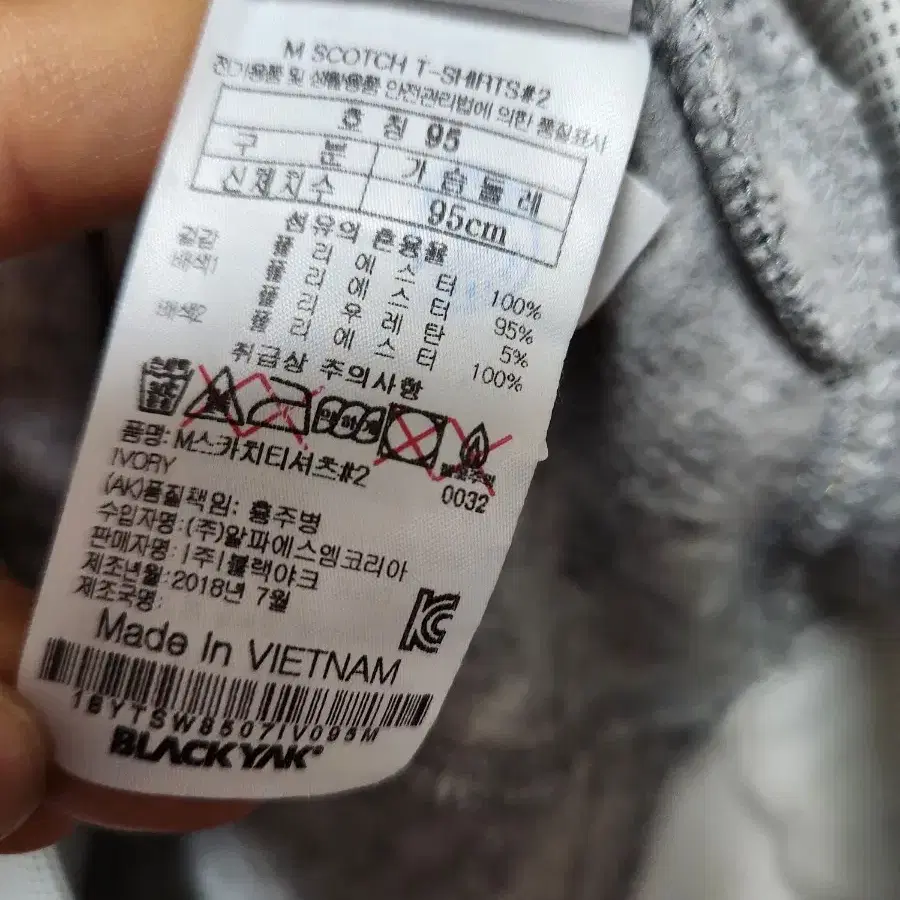 M SCOTCH T-SHIRTS#2
전기용품 및 생활용품 안전관리법에 의한 품질표시
호 칭 95
구 분 가 슴 둘 레
신체치수 95cm
섬유의 혼용율
겉감 폴 리 에 스 터 100%
배색1 폴 리 에 스 터 95%
폴 리 우 레 탄 5%
배색2 폴 리 에 스 터 100%
취급상 주의사항
약하게
품명: M스카치티셔츠#2
IVORY 0032
(AK)품질책임: 홍주병
수입자명:(주)알파에스엠코리아
판매자명:(주)블랙야크
제조년월:2018년 7월
제조국명:
Made In VIETNAM
18YTSW8507IV095M
BLACKYAK